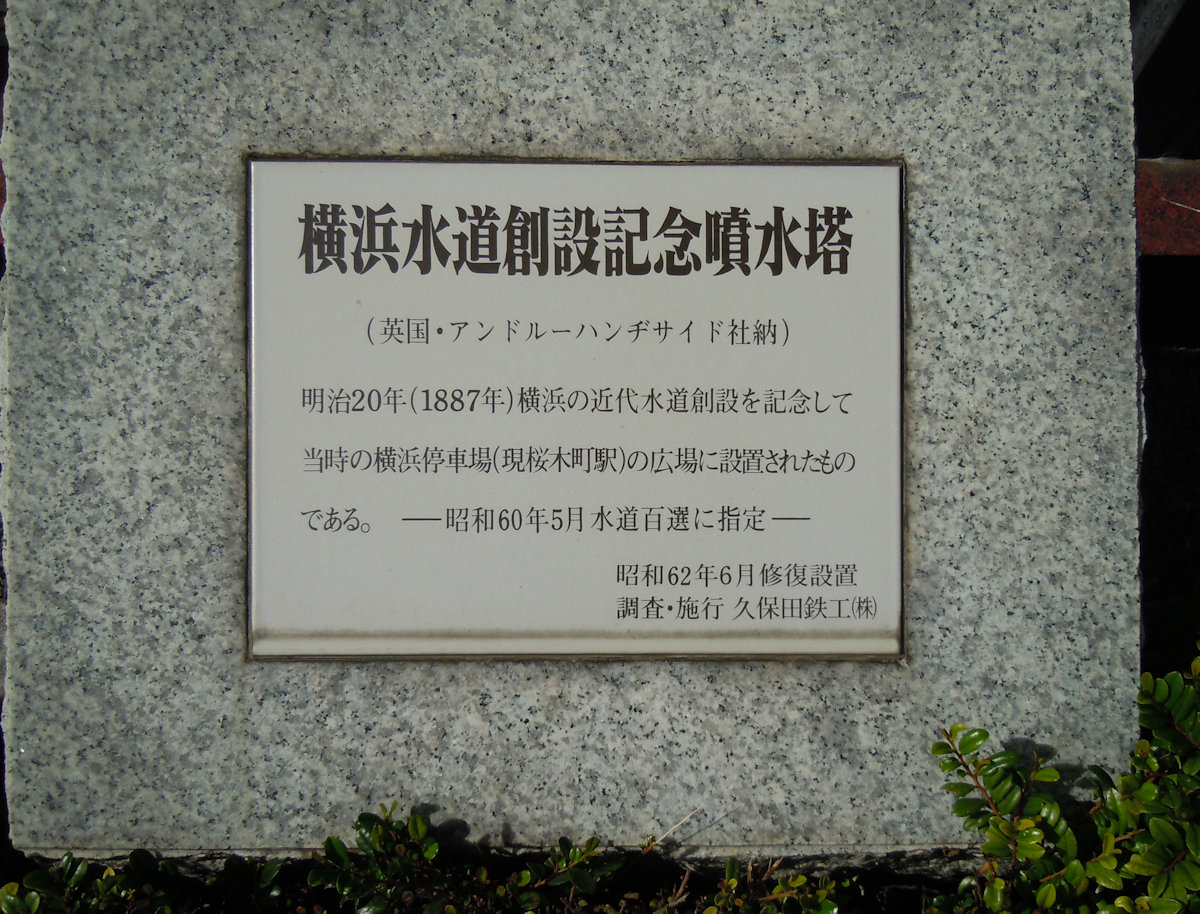 横浜水道創設記念噴水塔
(英国・アンドルーハンヂサイド社納)
明治20年(1887年)横浜の近代水道創設を記念して
当時の横浜停車場(現桜木町駅)の広場に設置されたもの
である。 ―昭和60年5月水道百選に指定―
昭和62年6月修復設置
調査・施行 久保田鉄工㈱